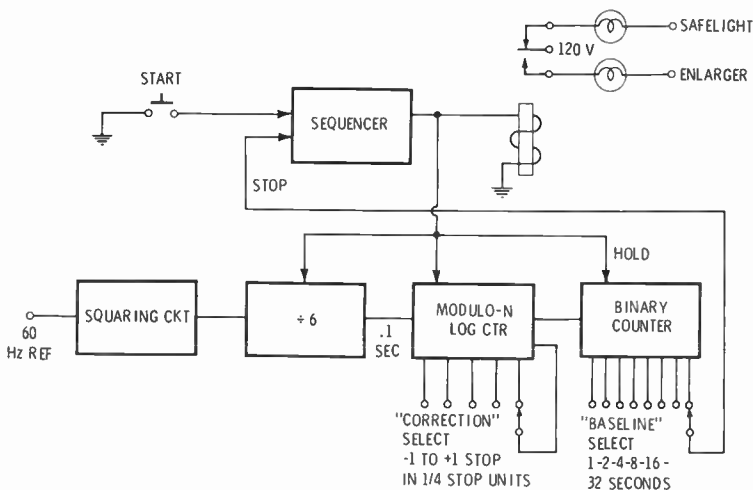 SAFELIGHT
120 V
ENLARGER
START
SEQUENCER
STOP
HOLD
SQUARING CKT
÷ 6
MODULO-N
LOG CTR
BINARY
COUNTER
60
Hz REF
.1
SEC
"CORRECTION"
SELECT
-1 TO +1 STOP
IN 1/4 STOP UNITS
"BASELINE"
SELECT
1-2-4-8-16-
32 SECONDS